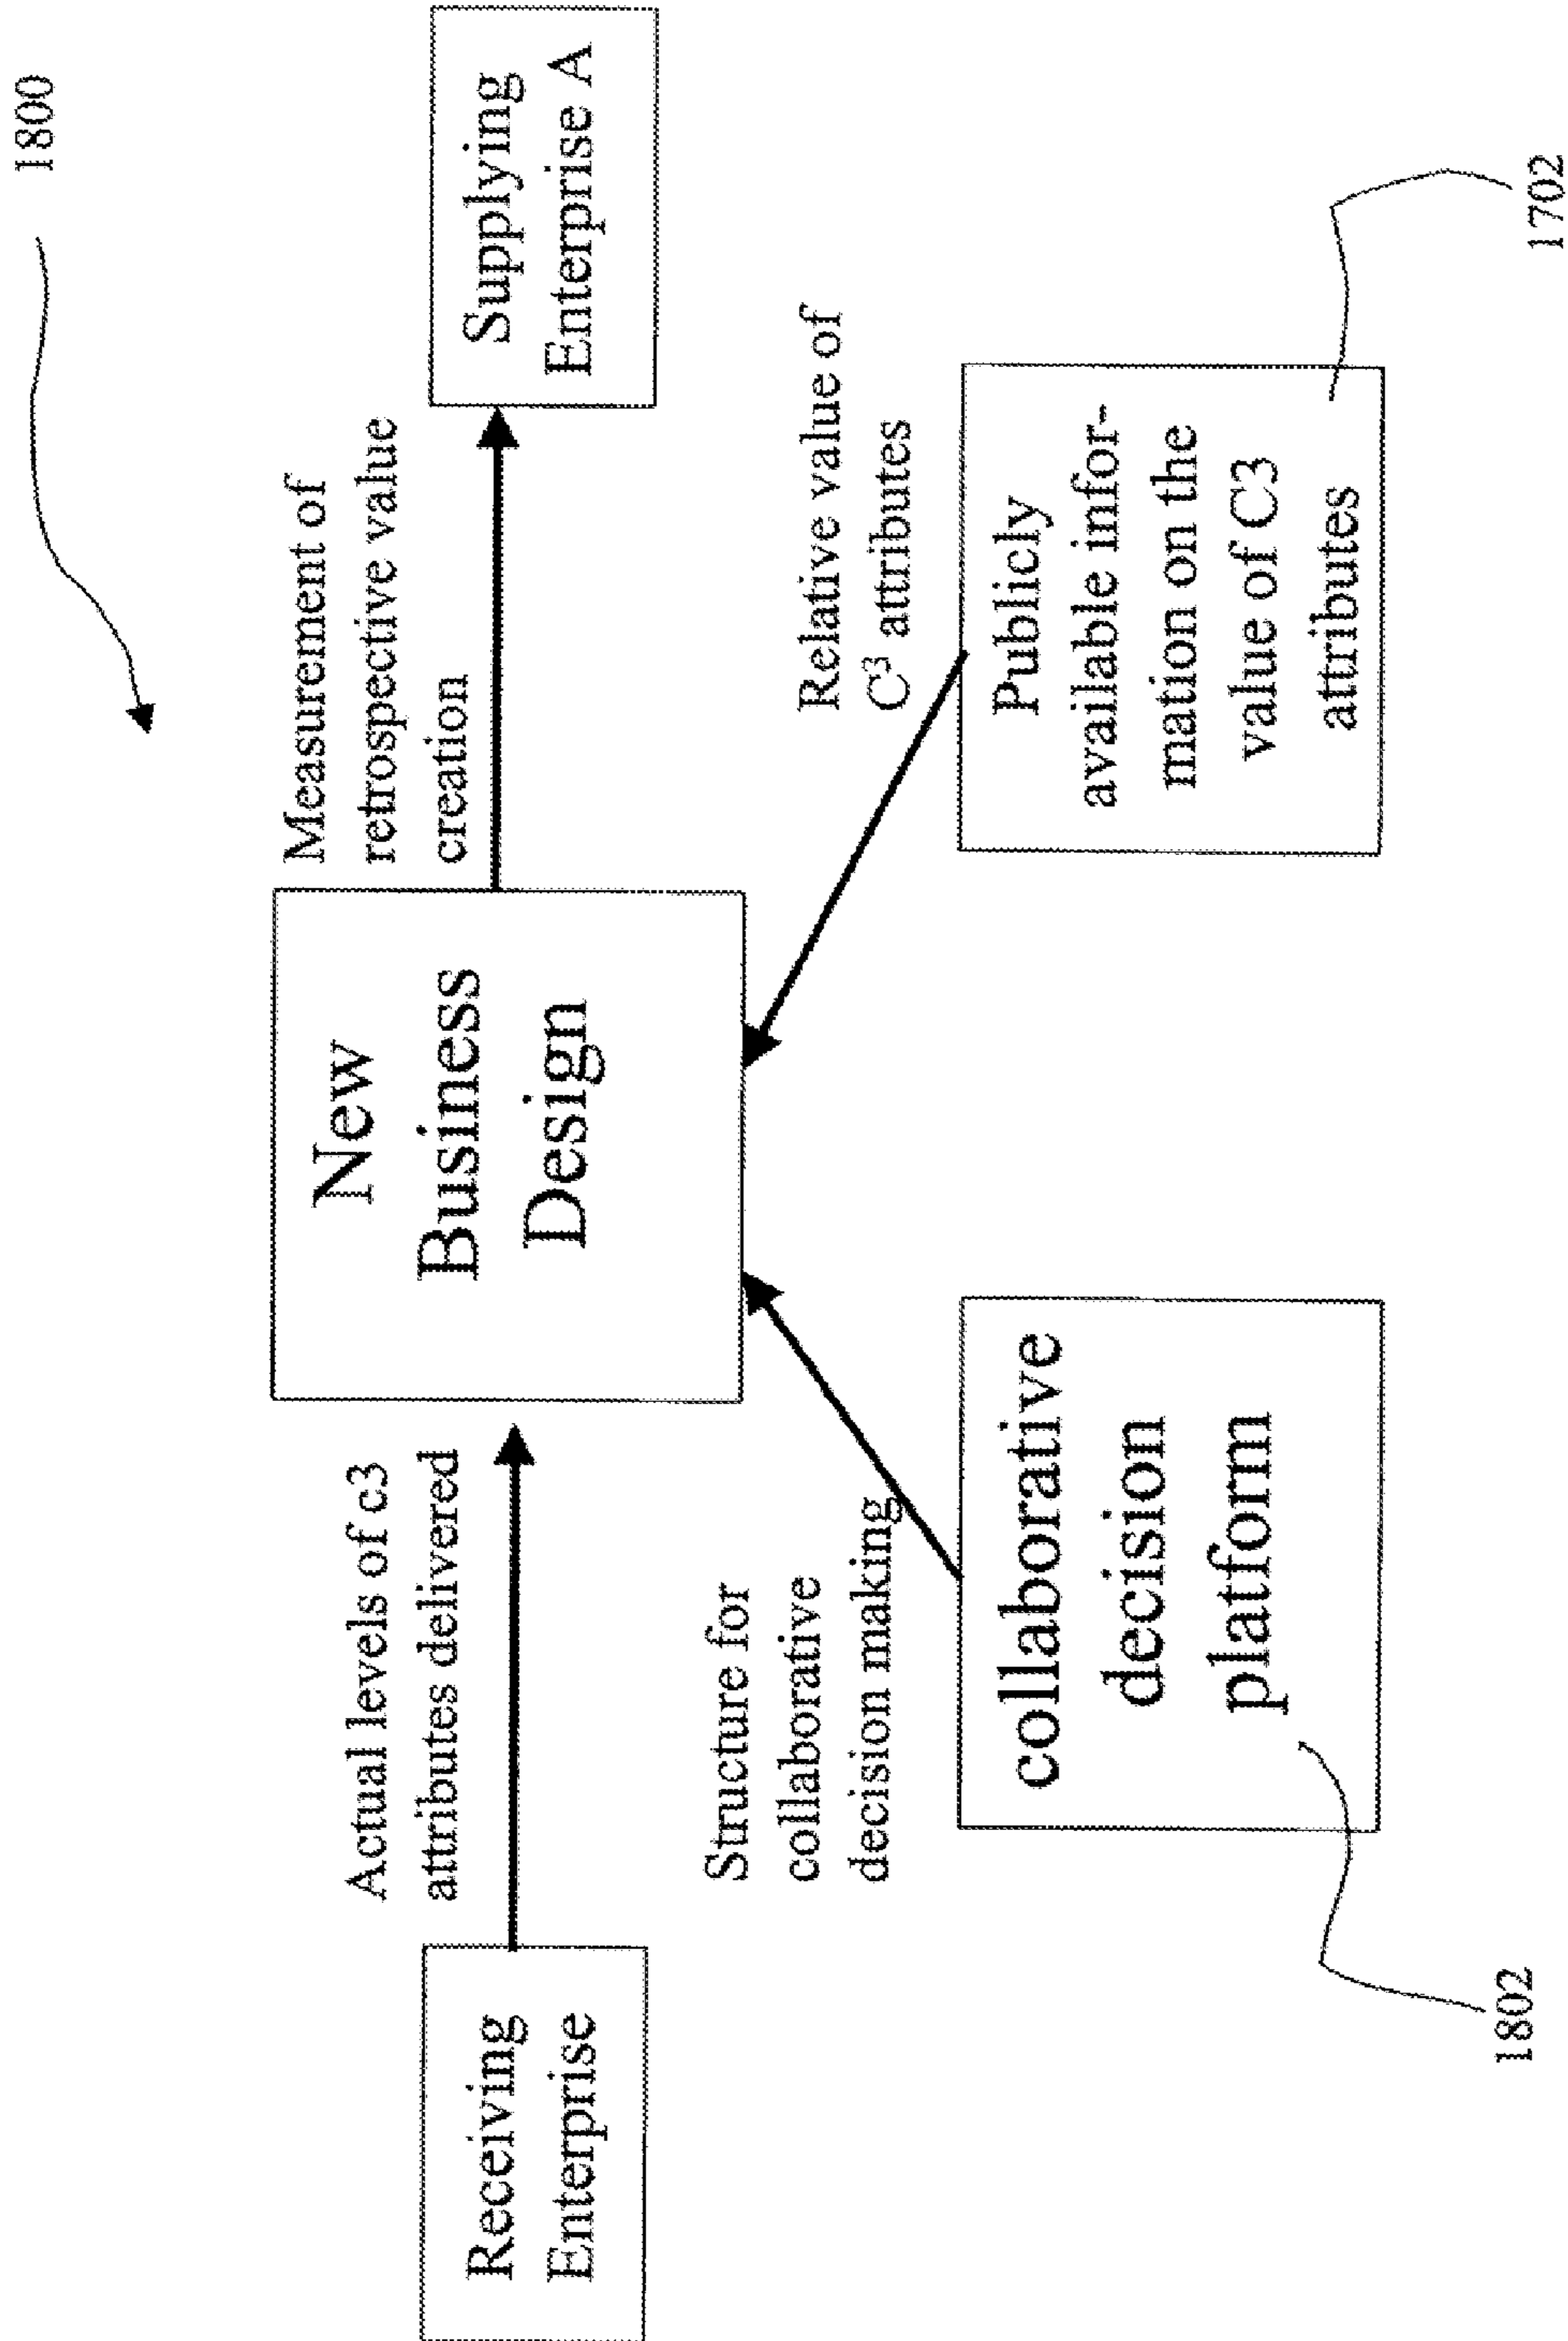 1800
Receiving
Enterprise
Actual levels of c3
attributes delivered
New
Business
Design
Measurement of
retrospective value
creation
Supplying
Enterprise A
Structure for
collaborative
decision making
Relative value of
C³ attributes
collaborative
decision
platform
Publicly
available infor-
mation on the
value of C3
attributes
1802
1702